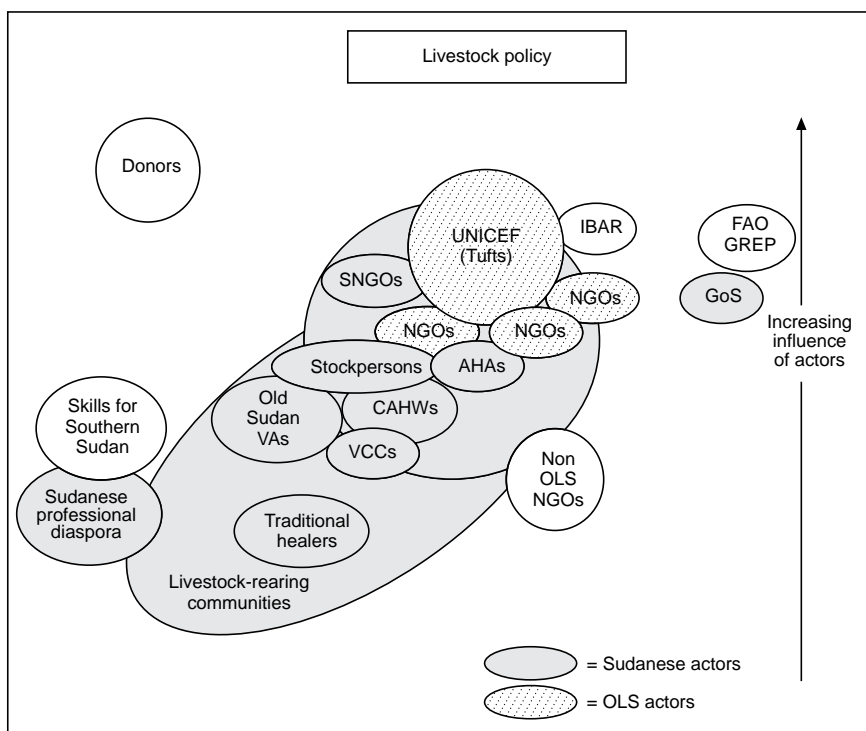 Livestock policy
Donors
UNICEF
(Tufts)
IBAR
FAO
GREP
SNGOs
NGOs
GoS
NGOs
NGOs
Increasing
influence
of actors
Stockpersons
AHAs
Old
Sudan
VAs
CAHWs
Skills for
Southern
Sudan
VCCs
Non
OLS
NGOs
Sudanese
professional
diaspora
Traditional
healers
Livestock-rearing
communities
= Sudanese actors
= OLS actors